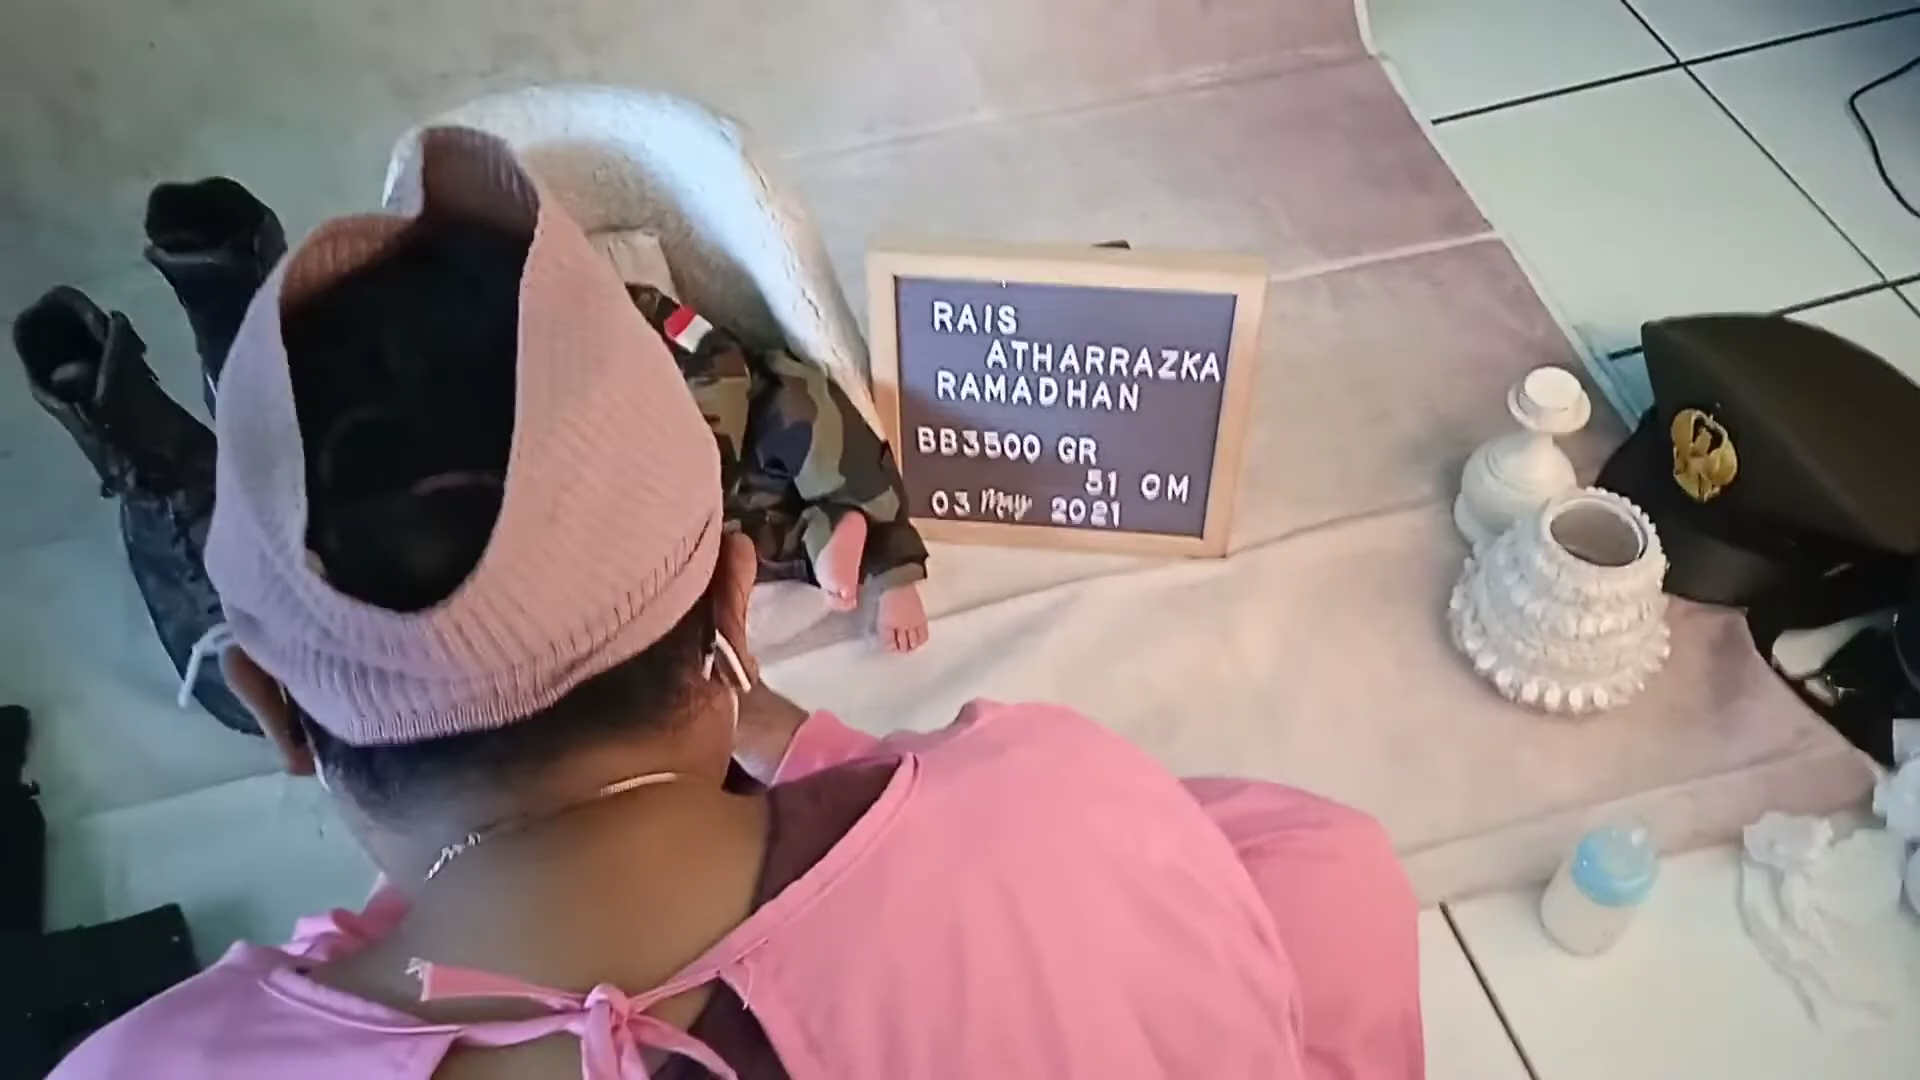 RAIS
ATHARRAZKA
RAMADHAN
BB3500 GR
51 CM
03 May 2021